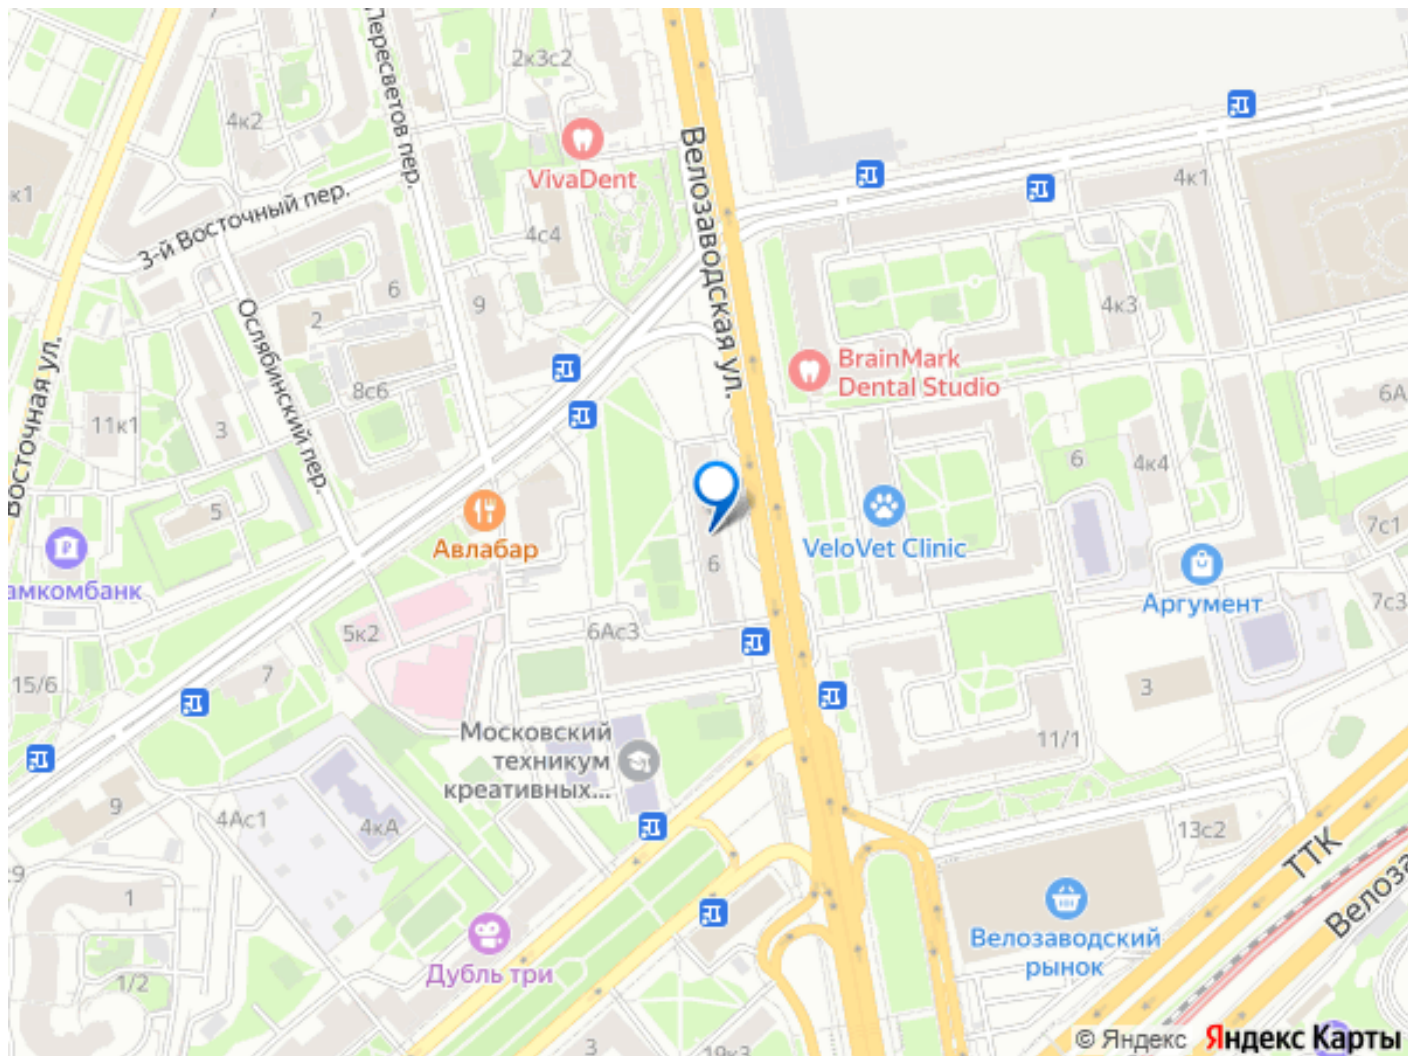 Пересветов пер.
2к3с2
4к2
VivaDent
Велозаводская ул.
4к1
к1
3-й Восточный пер.
4с4
6
9
2
4к3
Ослябинский пер.
Восточная ул.
BrainMark
Dental Studio
8с6
6А
11к1
3
6
4к4
5
Авлабар
VeloVet Clinic
7с1
амкомбанк
6
Аргумент
7с3
5к2
6Ас3
7
15/6
3
Московский
техникум
креативных...
11/1
9
4Ас1
4кА
13с2
ТТК
Велоза
9
1
Велозаводский
рынок
Дубль три
1/2
3
19к3
© Яндекс Яндекс Карты